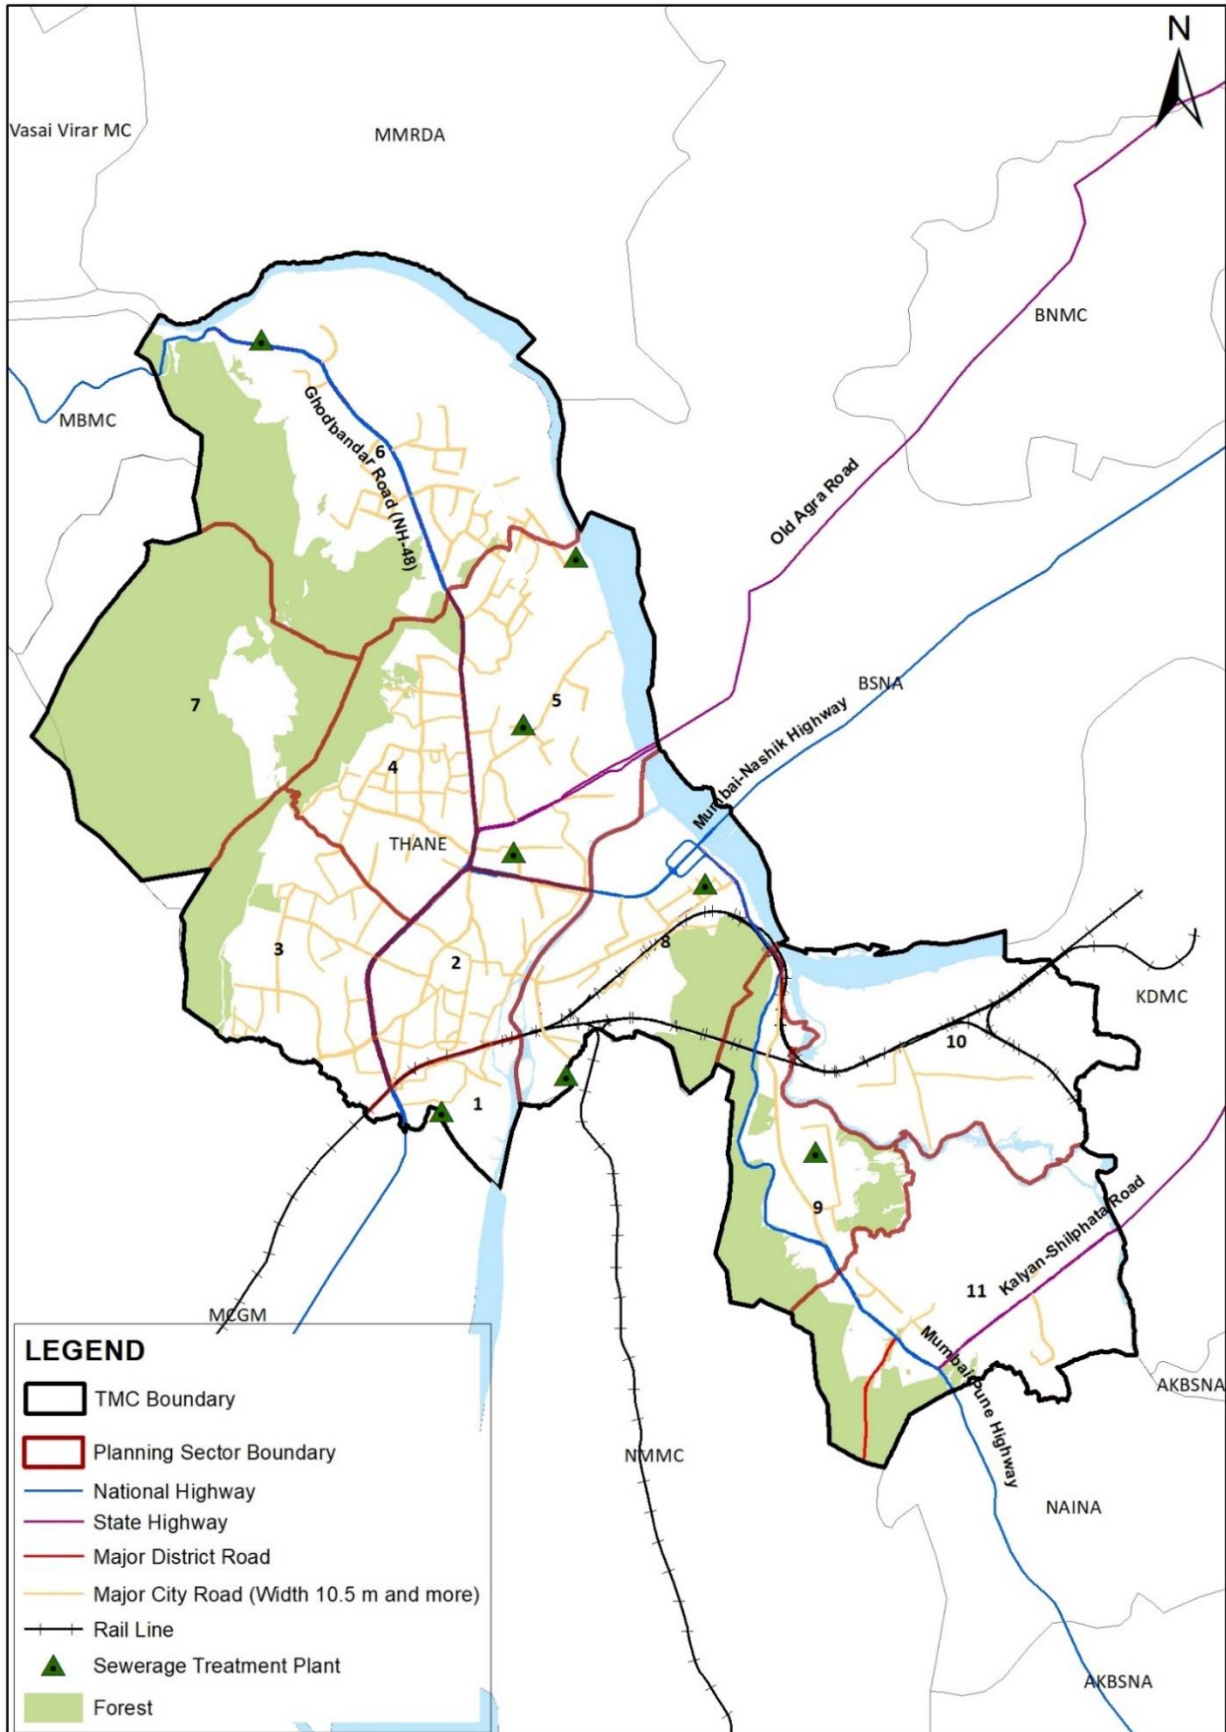 N
Vasai Virar MC
MMRDA
BNMC
MBMC
Ghodbandar Road (NH-48)
6
Old Agra Road
7
5
BSNA
Mumbai-Nashik Highway
4
THANE
3
2
8
KDMC
10
1
9
Kalyan-Shilphata Road
11
MCGM
Mumbai Pune Highway
AKBSNA
NMMC
NAINA
AKBSNA
LEGEND
TMC Boundary
Planning Sector Boundary
National Highway
State Highway
Major District Road
Major City Road (Width 10.5 m and more)
Rail Line
Sewerage Treatment Plant
Forest